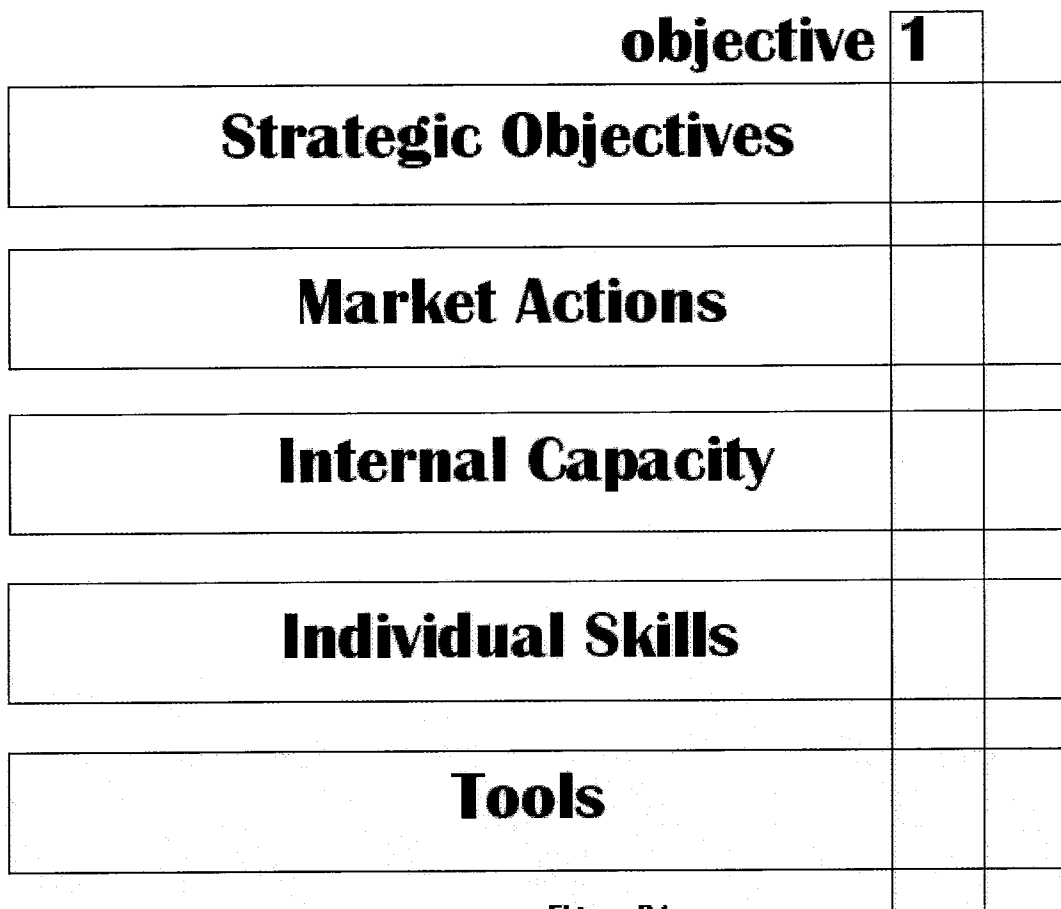 objective 1
Strategic Objectives
Market Actions
Internal Capacity
Individual Skills
Tools